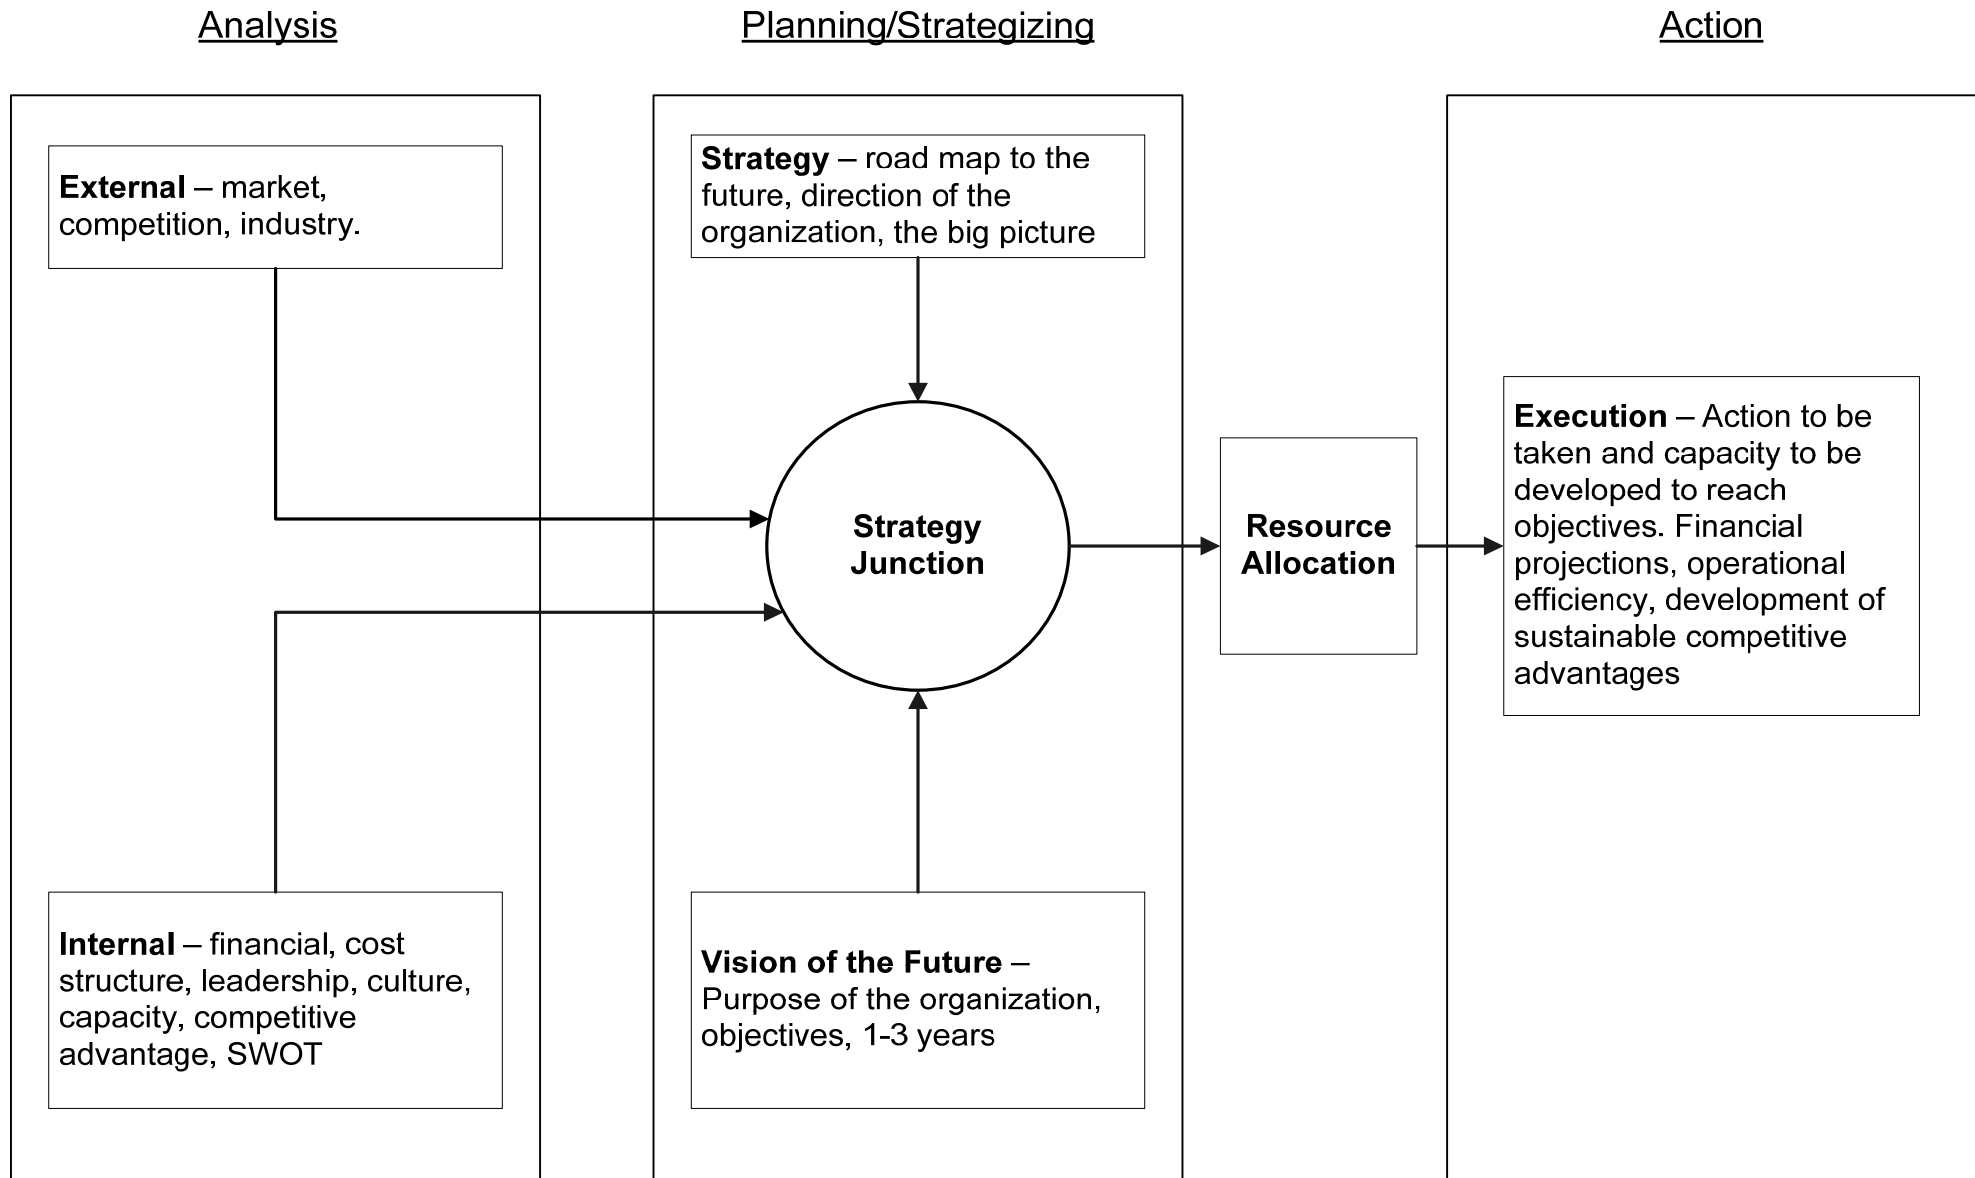 Analysis
Planning/Strategizing
Action
External – market,
competition, industry.
Strategy – road map to the
future, direction of the
organization, the big picture
Strategy
Junction
Resource
Allocation
Execution – Action to be
taken and capacity to be
developed to reach
objectives. Financial
projections, operational
efficiency, development of
sustainable competitive
advantages
Internal – financial, cost
structure, leadership, culture,
capacity, competitive
advantage, SWOT
Vision of the Future –
Purpose of the organization,
objectives, 1-3 years